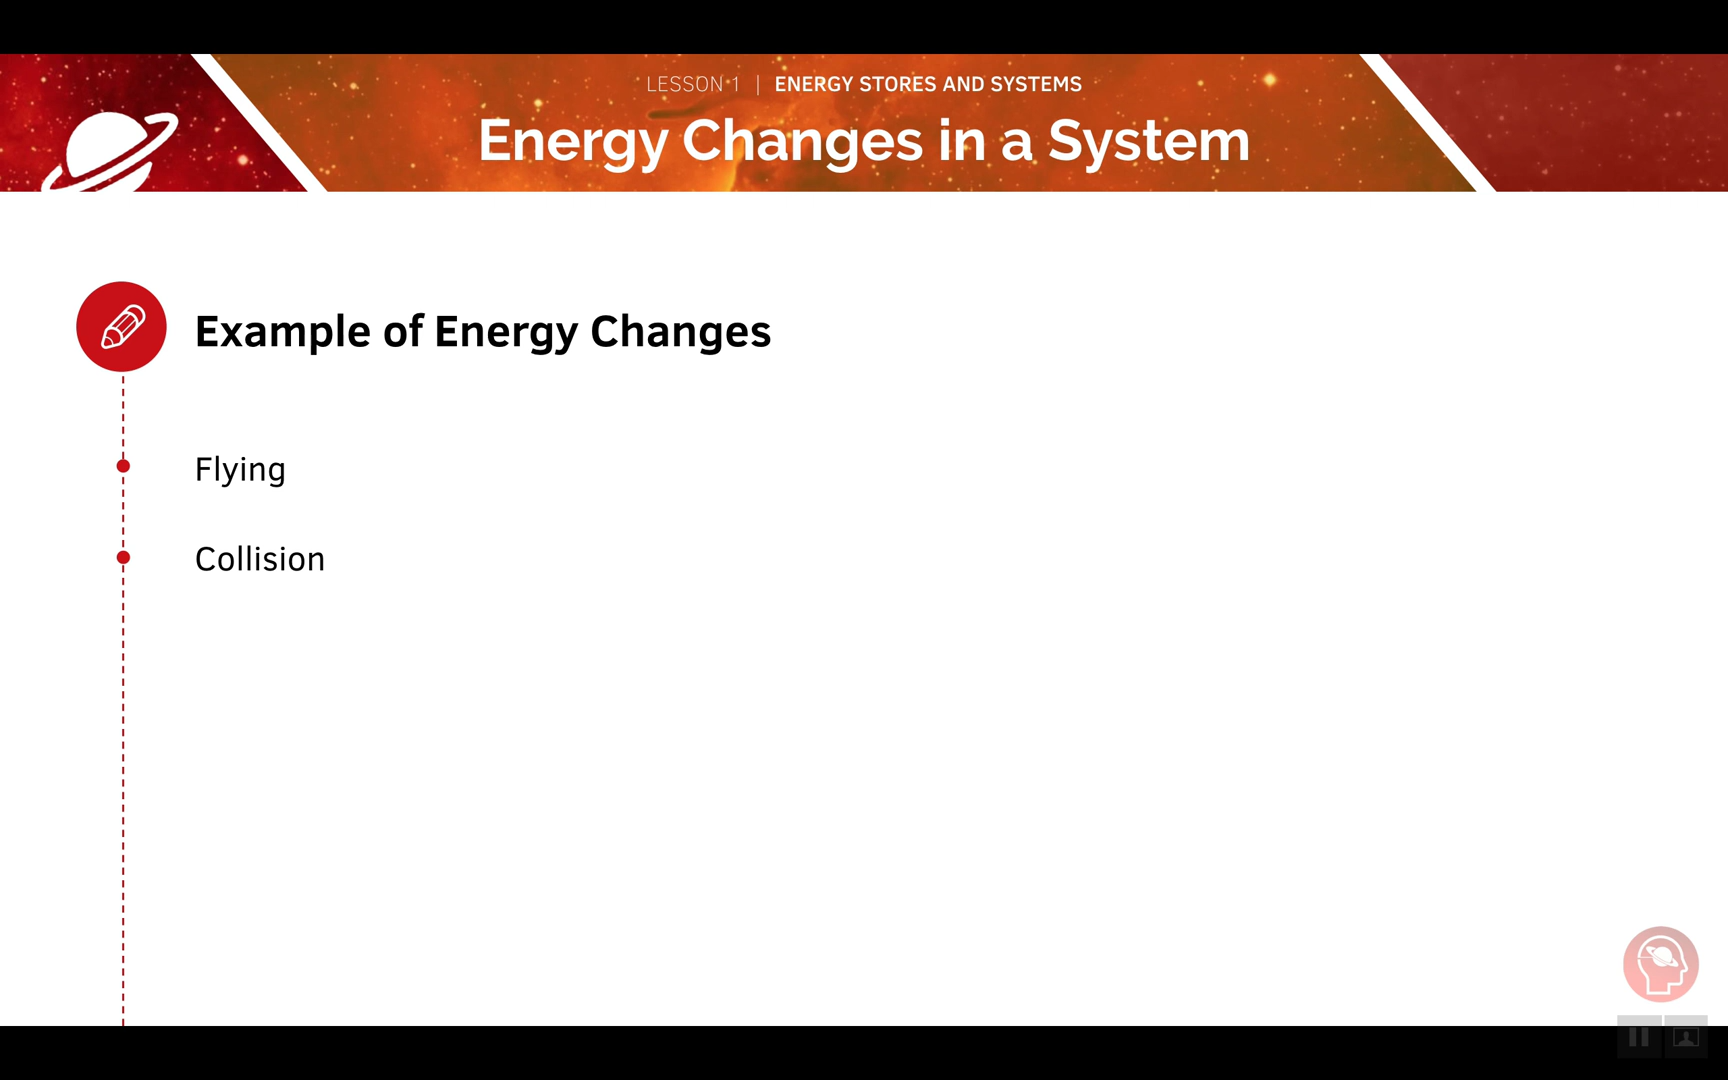 LESSON 1 | ENERGY STORES AND SYSTEMS
Energy Changes in a System
Example of Energy Changes
Flying
Collision